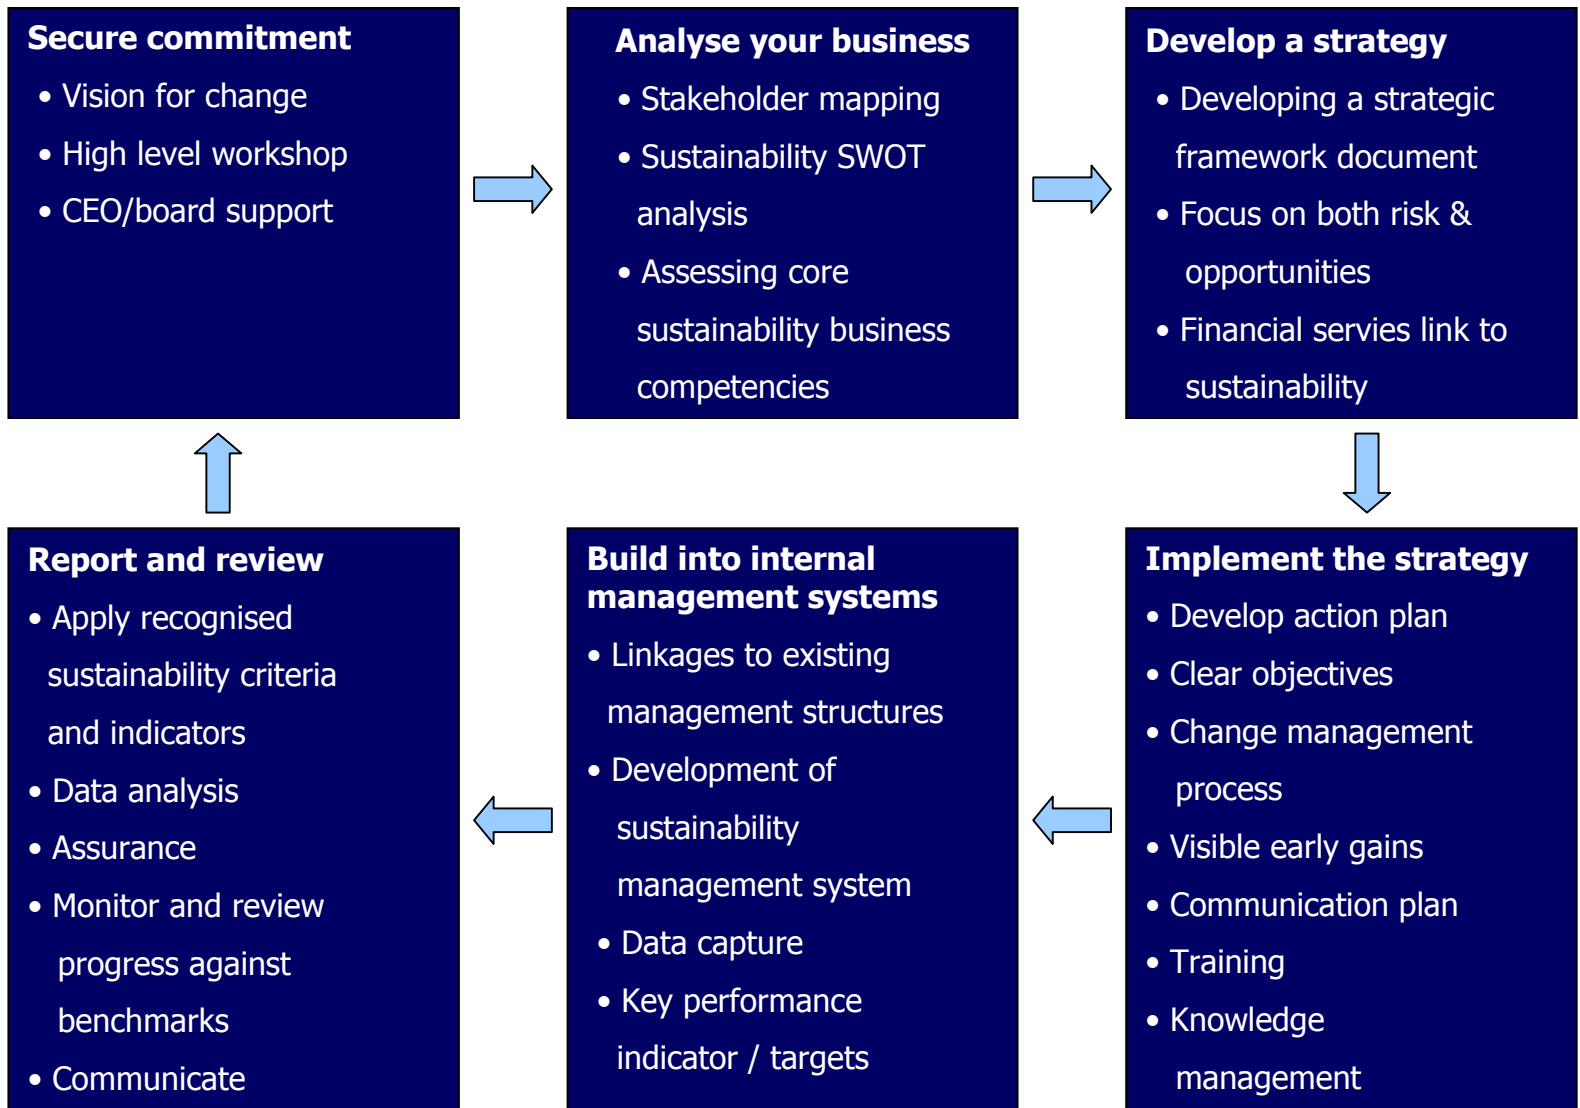 Secure commitment
• Vision for change
• High level workshop
• CEO/board support
Analyse your business
• Stakeholder mapping
• Sustainability SWOT
analysis
• Assessing core
sustainability business
competencies
Develop a strategy
• Developing a strategic
framework document
• Focus on both risk &
opportunities
• Financial servies link to
sustainability
Implement the strategy
• Develop action plan
• Clear objectives
• Change management
process
• Visible early gains
• Communication plan
• Training
• Knowledge
management
Build into internal
management systems
• Linkages to existing
management structures
• Development of
sustainability
management system
• Data capture
• Key performance
indicator / targets
Report and review
• Apply recognised
sustainability criteria
and indicators
• Data analysis
• Assurance
• Monitor and review
progress against
benchmarks
• Communicate